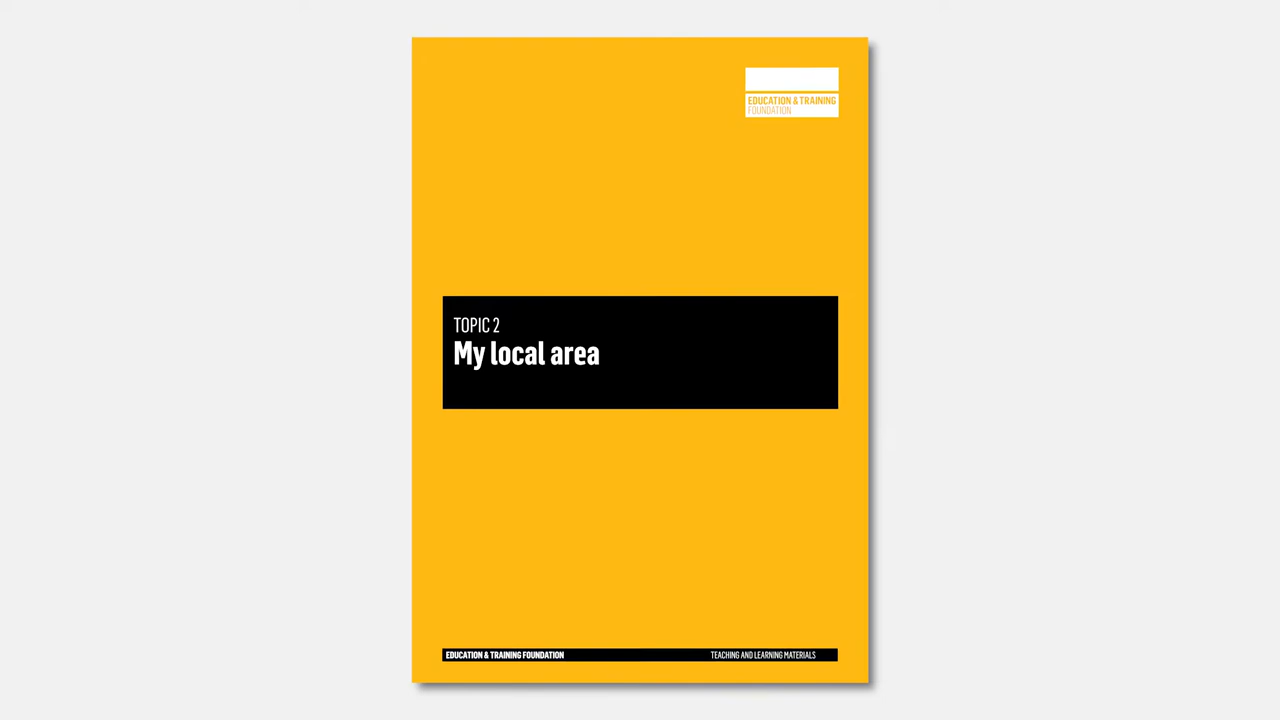 EDUCATION & TRAINING
FOUNDATION
TOPIC 2
My local area
EDUCATION & TRAINING FOUNDATION TEACHING AND LEARNING MATERIALS